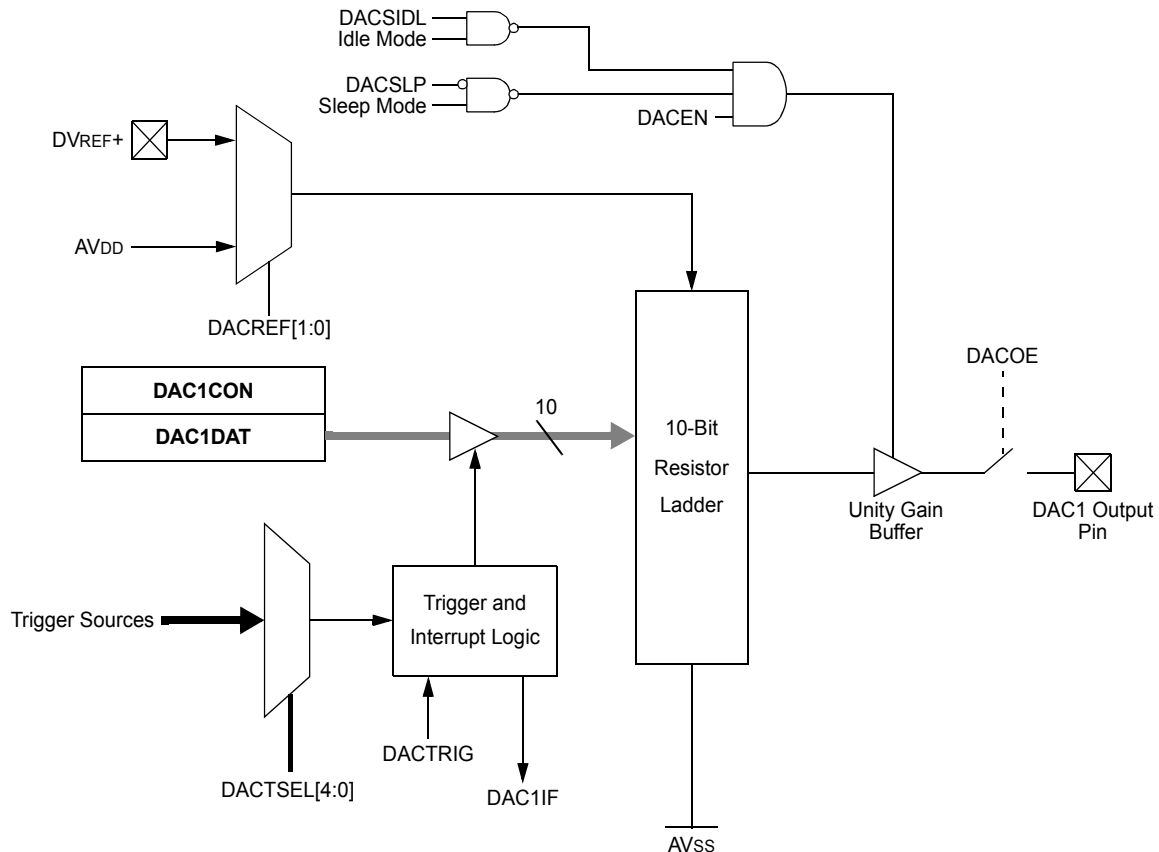 DACSIDL
Idle Mode
DACSLP
Sleep Mode
DACEN
DVREF+
AVDD
DACREF[1:0]
DAC1CON
DAC1DAT
10
10-Bit
Resistor
Ladder
DACOE
Unity Gain
Buffer
DAC1 Output
Pin
Trigger Sources
Trigger and
Interrupt Logic
DACTRIG
DACTSEL[4:0]
DAC1IF
AVSS